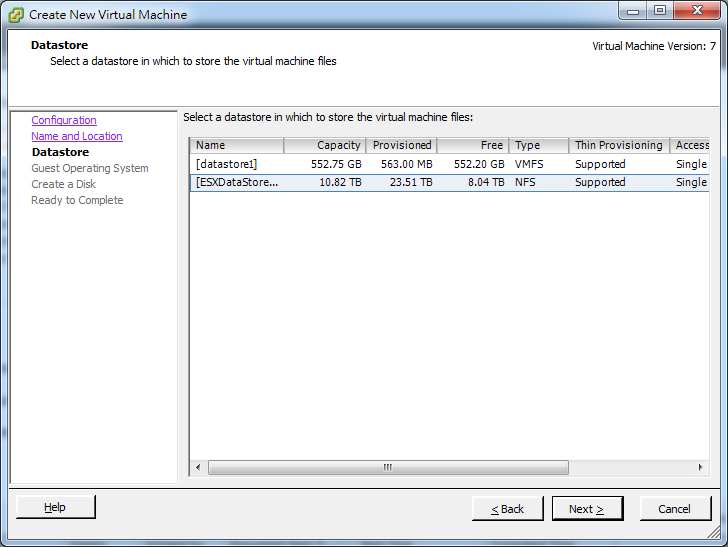 Create New Virtual Machine
Datastore
Select a datastore in which to store the virtual machine files
Virtual Machine Version: 7
Configuration
Name and Location
Datastore
Guest Operating System
Create a Disk
Ready to Complete
Select a datastore in which to store the virtual machine files:
Name Capacity Provisioned Free Type Thin Provisioning Access
[datastore1] 552.75 GB 563.00 MB 552.20 GB VMFS Supported Single
[ESXDataStore... 10.82 TB 23.51 TB 8.04 TB NFS Supported Single
Help
< Back
Next >
Cancel